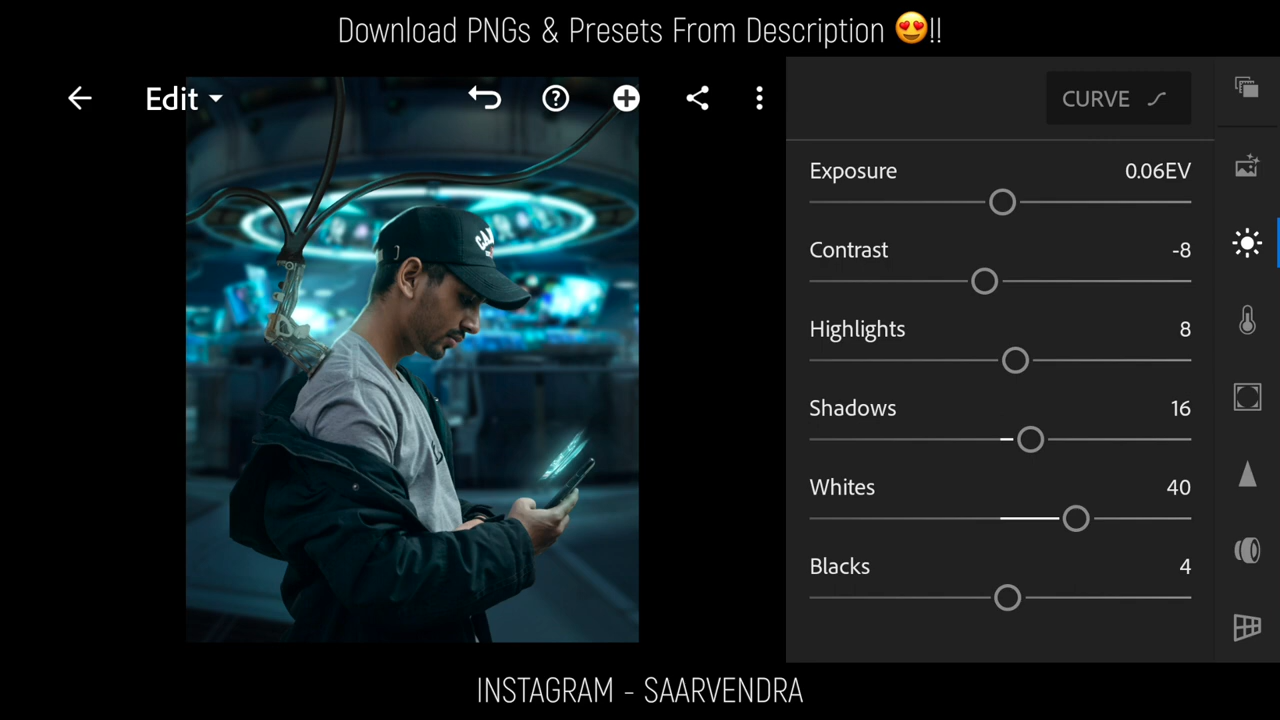 Download PNGs & Presets From Description 😍!!
Edit
CURVE
Exposure 0.06EV
Contrast -8
Highlights 8
Shadows 16
Whites 40
Blacks 4
INSTAGRAM - SAARVENDRA